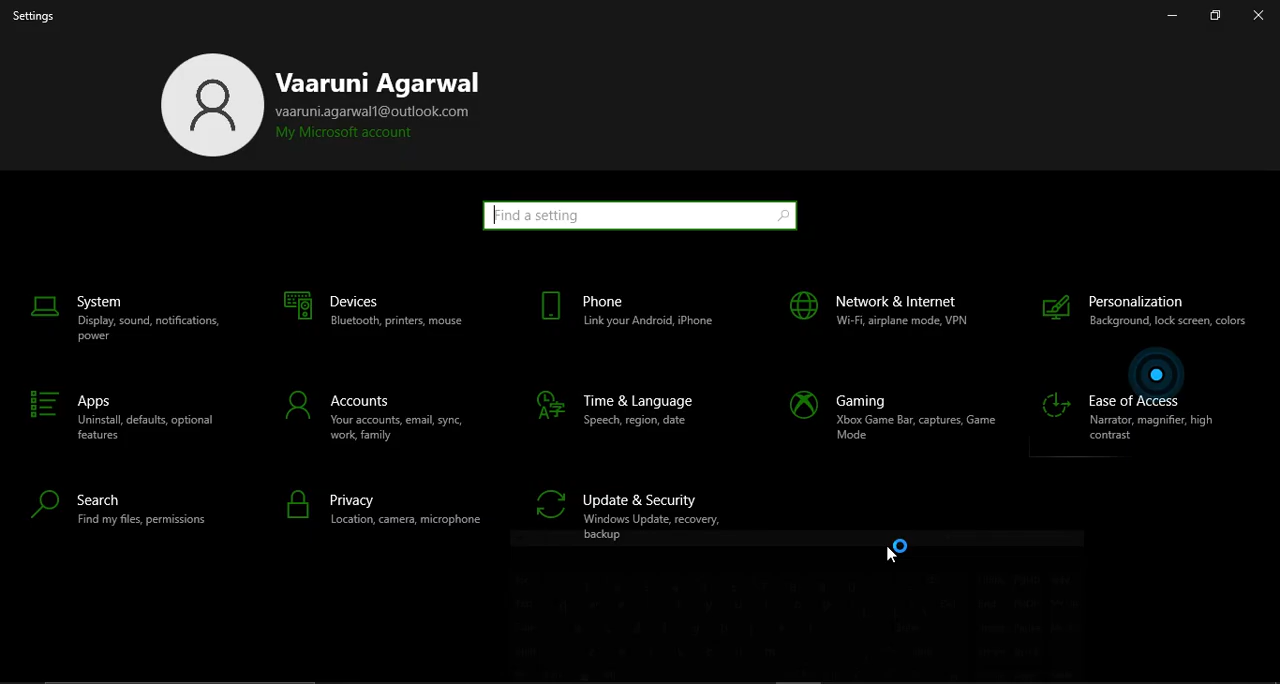 Settings
Vaaruni Agarwal
vaaruni.agarwal1@outlook.com
My Microsoft account
Find a setting
System
Display, sound, notifications,
power
Devices
Bluetooth, printers, mouse
Phone
Link your Android, iPhone
Network & Internet
Wi-Fi, airplane mode, VPN
Personalization
Background, lock screen, colors
Apps
Uninstall, defaults, optional
features
Accounts
Your accounts, email, sync,
work, family
Time & Language
Speech, region, date
Gaming
Xbox Game Bar, captures, Game
Mode
Ease of Access
Narrator, magnifier, high
contrast
Search
Find my files, permissions
Privacy
Location, camera, microphone
Update & Security
Windows Update, recovery,
backup